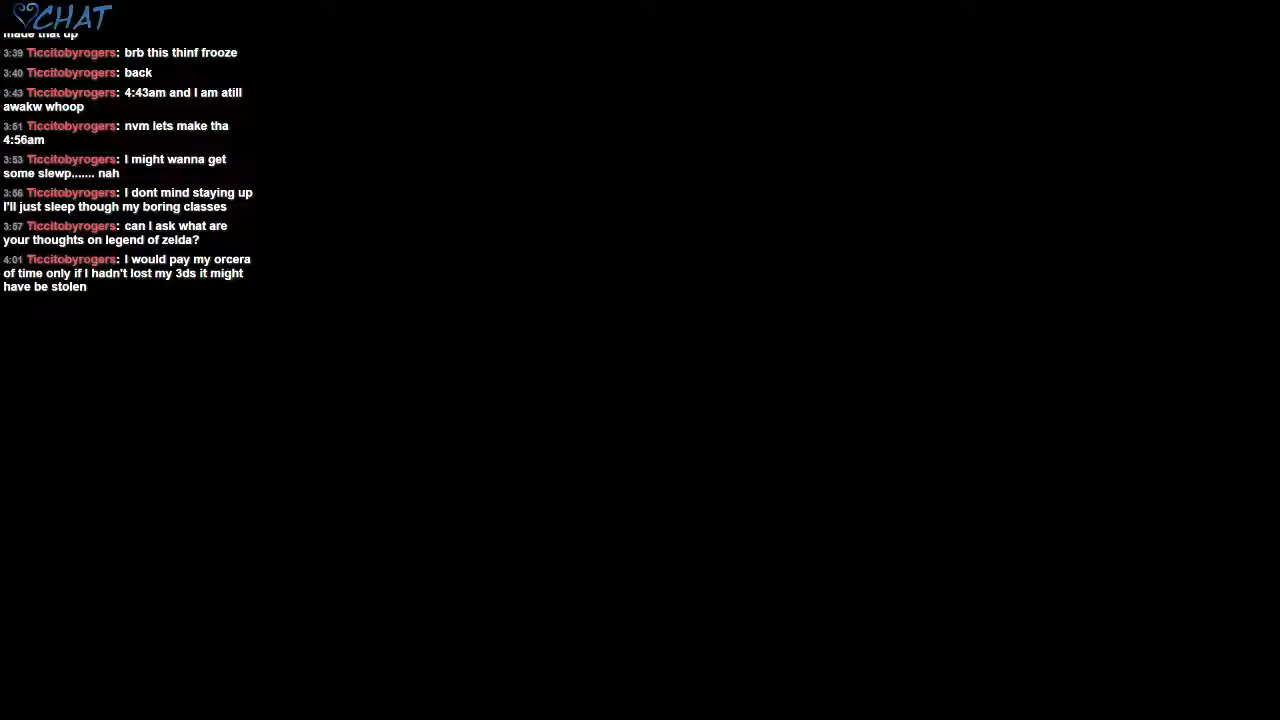 CHAT
made that up
3:39 Ticcitobyrogers: brb this thinf frooze
3:40 Ticcitobyrogers: back
3:43 Ticcitobyrogers: 4:43am and I am atill
awakw whoop
3:51 Ticcitobyrogers: nvm lets make tha
4:56am
3:53 Ticcitobyrogers: I might wanna get
some slewp....... nah
3:56 Ticcitobyrogers: I dont mind staying up
I'll just sleep though my boring classes
3:57 Ticcitobyrogers: can I ask what are
your thoughts on legend of zelda?
4:01 Ticcitobyrogers: I would pay my orcera
of time only if I hadn't lost my 3ds it might
have be stolen